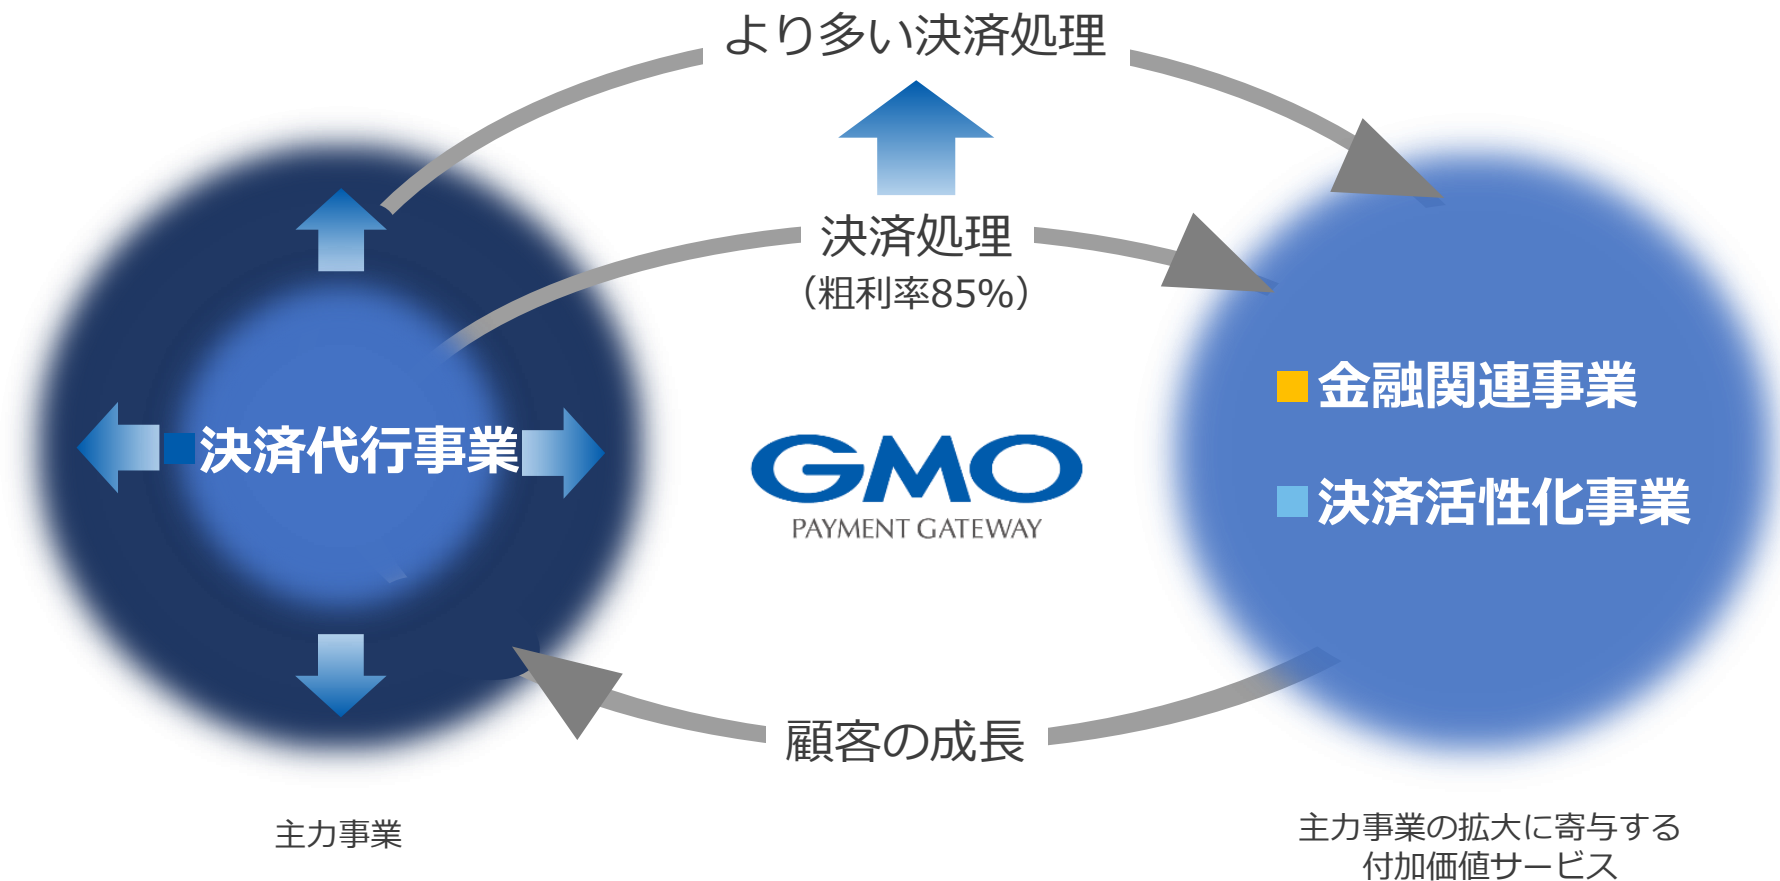 より多い決済処理
決済処理
（粗利率85%）
決済代行事業
金融関連事業
決済活性化事業
GMO
PAYMENT GATEWAY
顧客の成長
主力事業
主力事業の拡大に寄与する
付加価値サービス